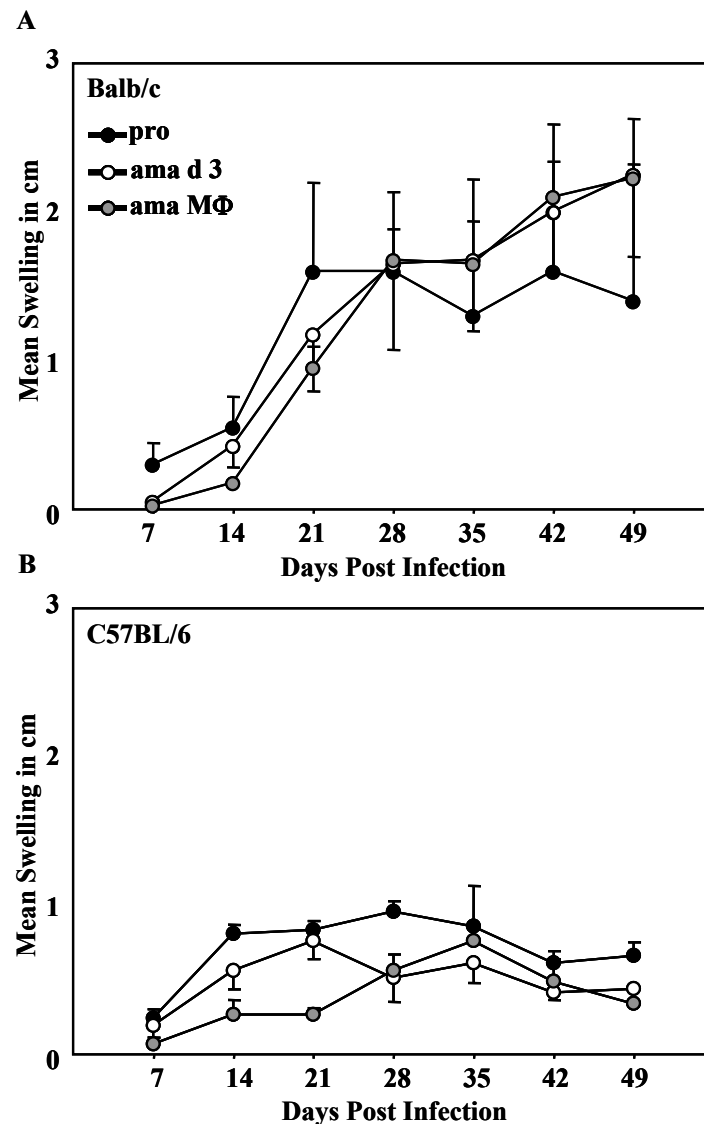 A
3
Balb/c
pro
ama d 3
ama MΦ
2
1
0
Mean Swelling in cm
7 14 21 28 35 42 49
Days Post Infection
B
3
C57BL/6
2
1
0
Mean Swelling in cm
7 14 21 28 35 42 49
Days Post Infection